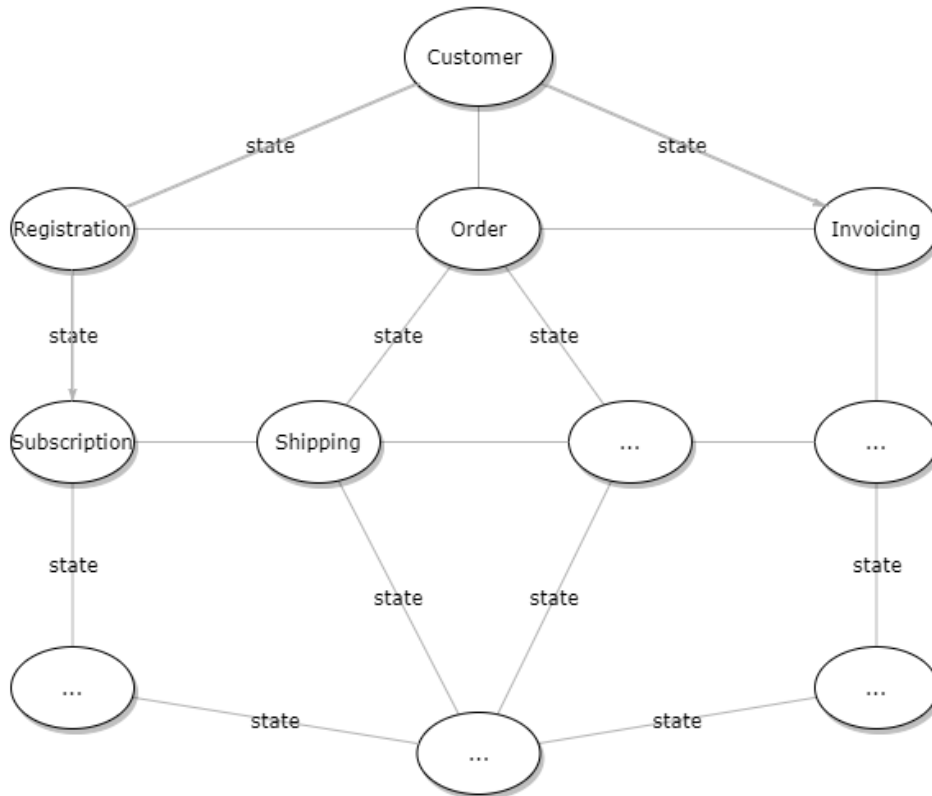 Customer
state
state
Registration
Order
Invoicing
state
state
state
Subscription
Shipping
...
...
state
state
state
state
...
...
state
state
...